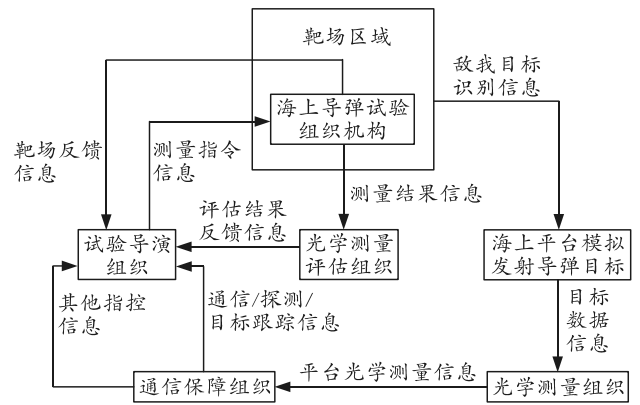 靶场区域
敌我目标
识别信息
海上导弹试验
组织机构
靶场反馈
信息
测量指令
信息
测量结果信息
评估结果
反馈信息
试验导演
组织
光学测量
评估组织
海上平台模拟
发射导弹目标
其他指控
信息
通信/探测/
目标跟踪信息
目标
数据
信息
平台光学测量信息
通信保障组织
光学测量组织